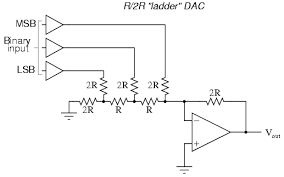 R/2R "ladder" DAC
MSB
Binary
input
LSB
2R
2R
2R
2R
2R
R
R
Vout